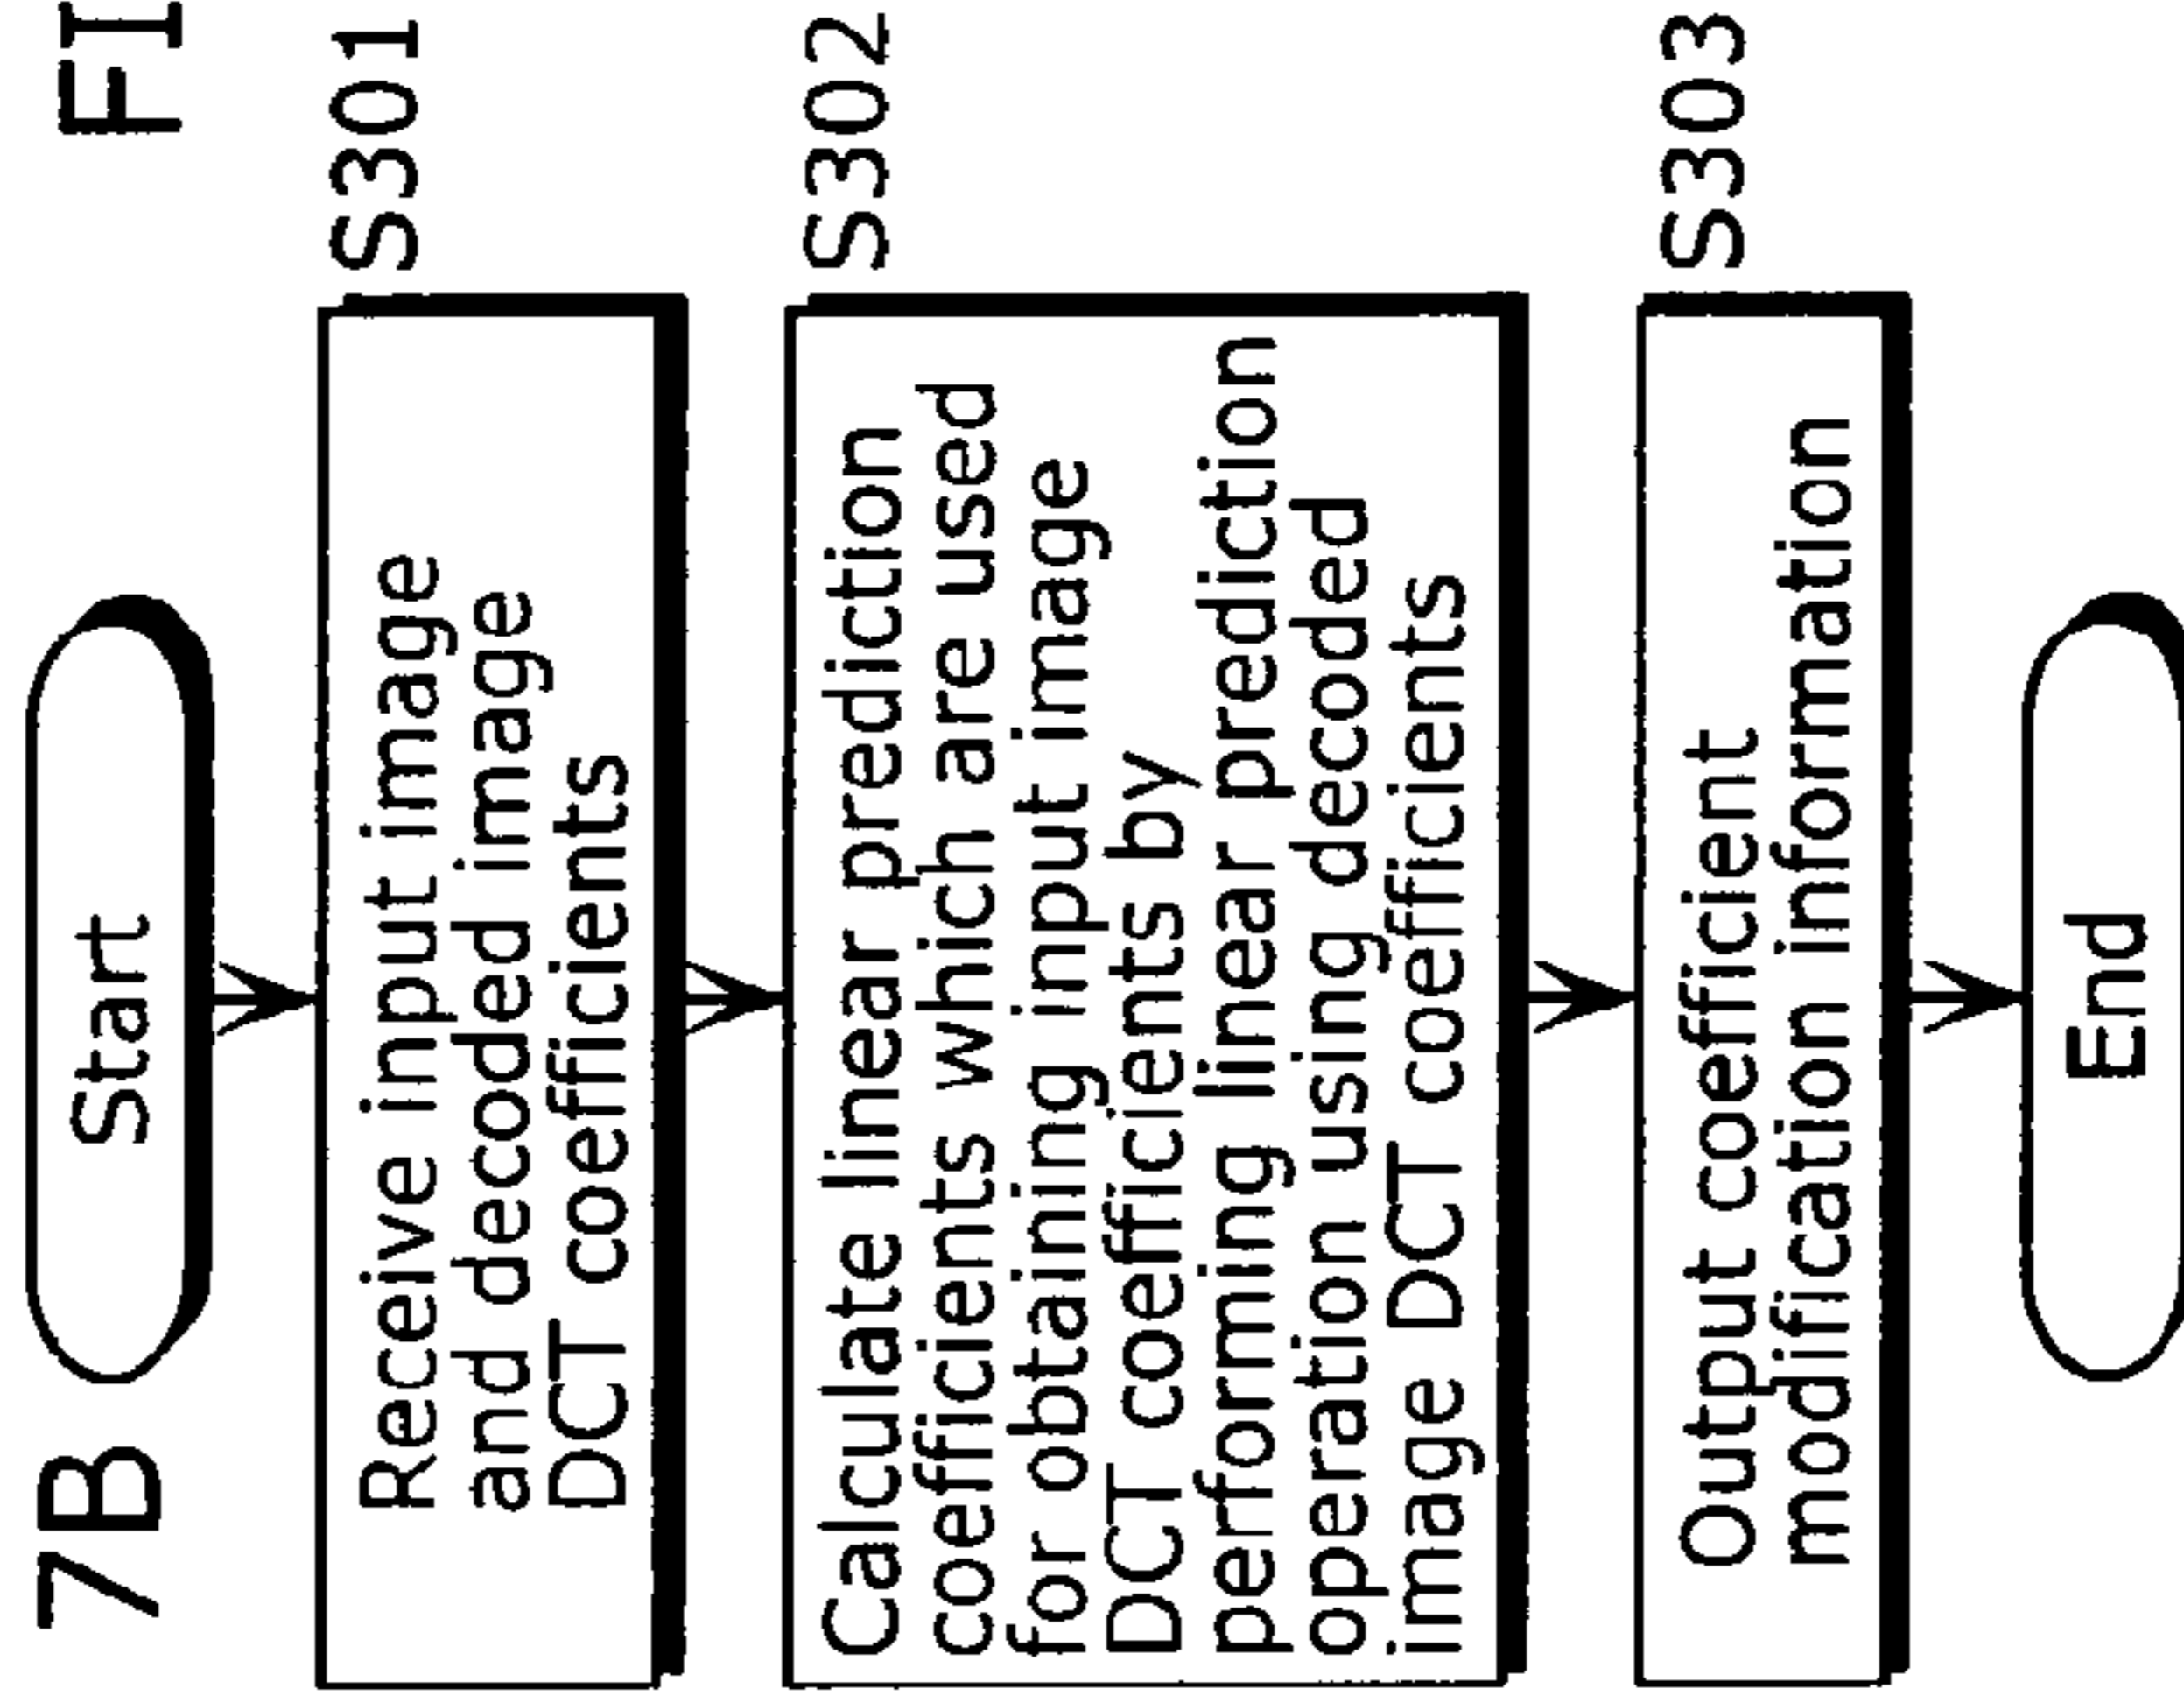 7B
FI
Start
S301
Receive input image
and decoded image
DCT coefficients
S302
Calculate linear prediction
coefficients which are used
for obtaining input image
DCT coefficients by
performing linear prediction
operation using decoded
image DCT coefficients
S303
Output coefficient
modification information
End